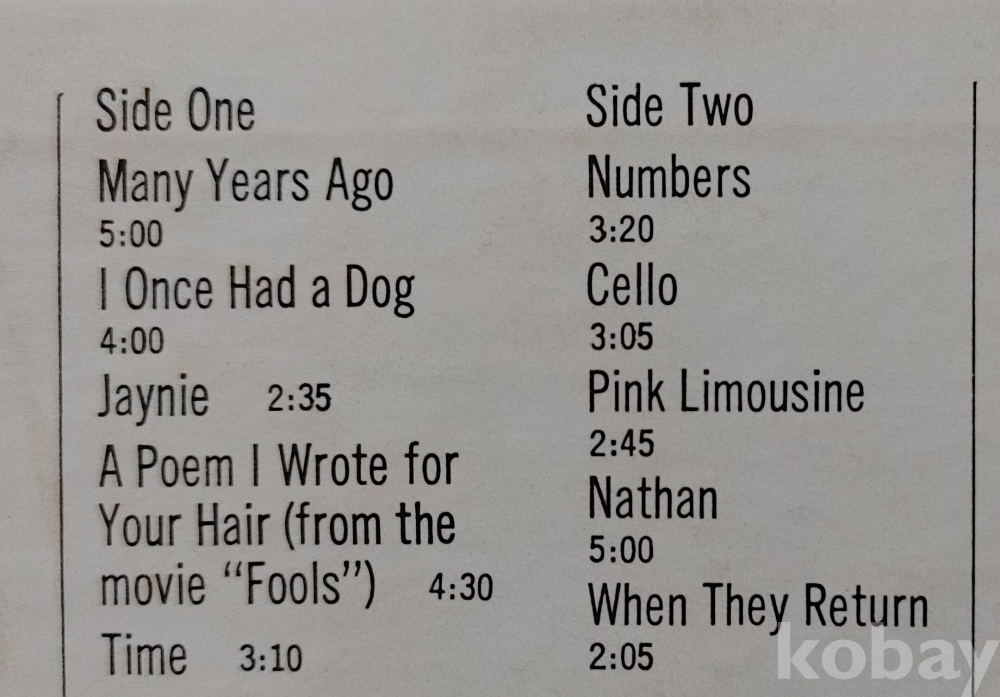 Side One
Many Years Ago
5:00
I Once Had a Dog
4:00
Jaynie 2:35
A Poem I Wrote for
Your Hair (from the
movie “Fools”) 4:30
Time 3:10
Side Two
Numbers
3:20
Cello
3:05
Pink Limousine
2:45
Nathan
5:00
When They Return
2:05
kobay